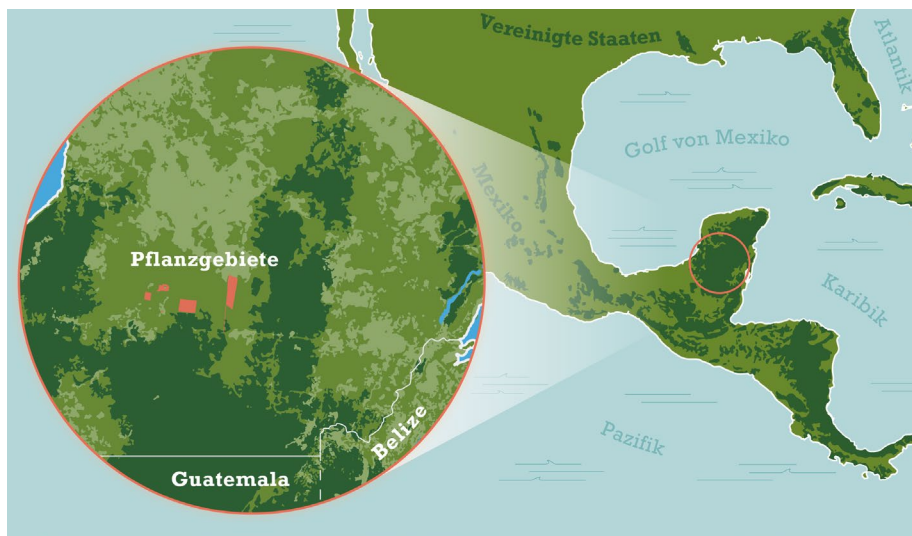 Vereinigte Staaten
Atlantik
Golf von Mexiko
Mexiko
Pflanzgebiete
Karibik
Belize
Pazifik
Guatemala